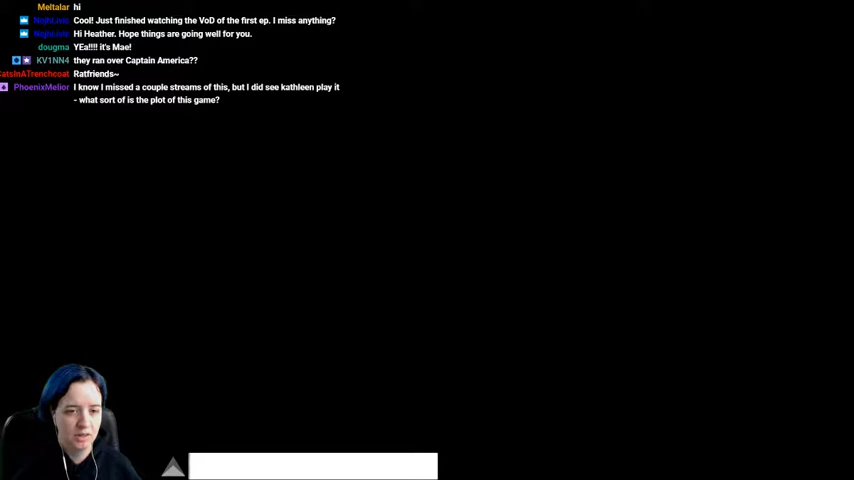 Meltalar hi
Cool! Just finished watching the VoD of the first ep. I miss anything?
Hi Heather. Hope things are going well for you.
dougma YEa!!!! it's Mae!
KV1NN4 they ran over Captain America??
CatsInATrenchcoat Ratfriends~
PhoenixMelior I know I missed a couple streams of this, but I did see kathleen play it
- what sort of is the plot of this game?